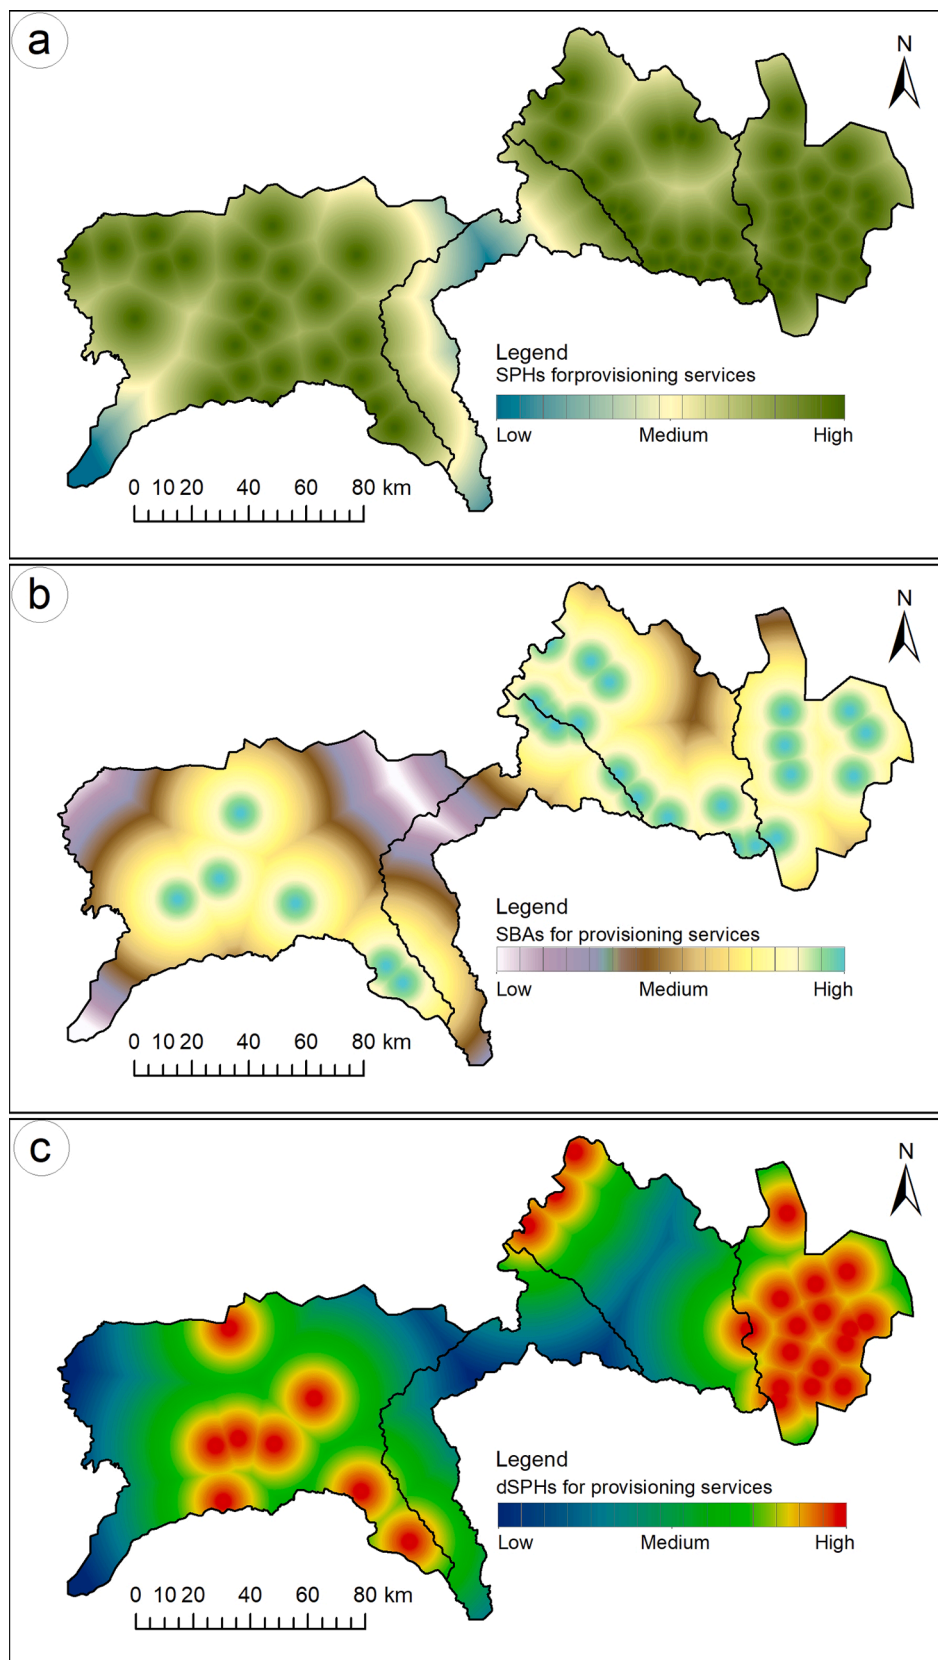 a
N
Legend
SPHs forprovisioning services
Low Medium High
0 10 20 40 60 80 km
b
N
Legend
SBAs for provisioning services
Low Medium High
0 10 20 40 60 80 km
c
N
Legend
dSPHs for provisioning services
Low Medium High
0 10 20 40 60 80 km